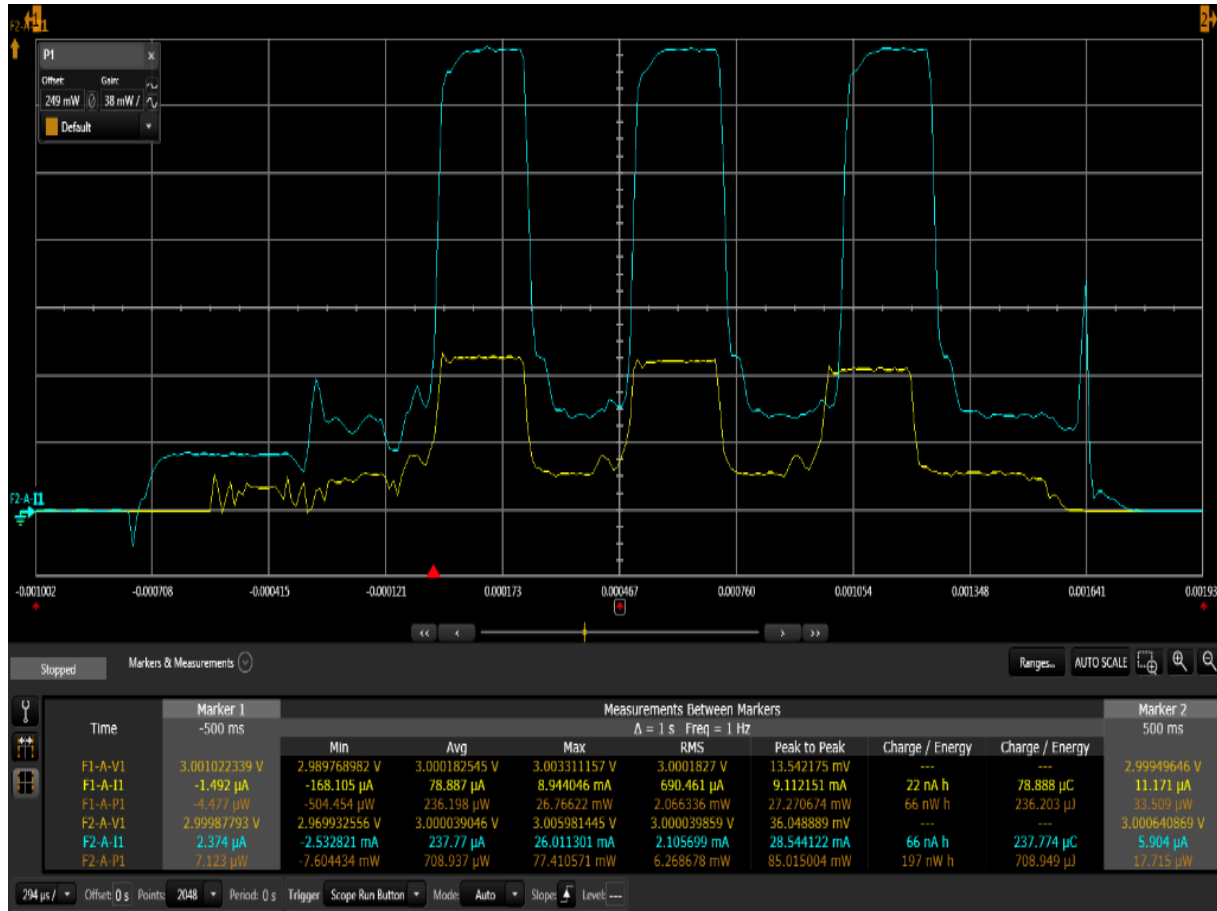 F2-A-I1
1
2
P1 x
Offset: Gain:
249 mW 38 mW /
Default
F2-A-I1
-0.001002 -0.000708 -0.000415 -0.000121 0.000173 0.000467 0.000760 0.001054 0.001348 0.001641 0.00193
<< < > >>
Stopped Markers & Measurements Ranges... AUTO SCALE
Marker 1 Measurements Between Markers Marker 2
Time -500 ms Δ = 1 s Freq = 1 Hz 500 ms
Min Avg Max RMS Peak to Peak Charge / Energy Charge / Energy
F1-A-V1 3.001022339 V 2.989768982 V 3.000182545 V 3.003311157 V 3.0001827 V 13.542175 mV --- --- 2.99949646 V
F1-A-I1 -1.492 µA -168.105 µA 78.887 µA 8.944046 mA 690.461 µA 9.112151 mA 22 nA h 78.888 µC 11.171 µA
F1-A-P1 -4.477 µW -504.454 µW 236.198 µW 26.76622 mW 2.066336 mW 27.270674 mW 66 nW h 236.203 µJ 33.509 µW
F2-A-V1 2.99987793 V 2.969932556 V 3.000039046 V 3.005981445 V 3.000039859 V 36.048889 mV --- --- 3.000640869 V
F2-A-I1 2.374 µA -2.532821 mA 237.77 µA 26.011301 mA 2.105699 mA 28.544122 mA 66 nA h 237.774 µC 5.904 µA
F2-A-P1 7.123 µW -7.604434 mW 708.937 µW 77.410571 mW 6.268678 mW 85.015004 mW 197 nW h 708.949 µJ 17.715 µW
294 µs / Offset: 0 s Points: 2048 Period: 0 s Trigger Scope Run Button Mode: Auto Slope: Level: ---